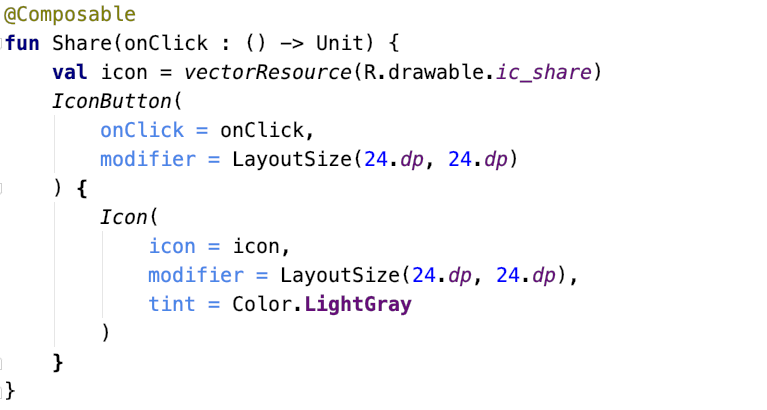 @Composable
fun Share(onClick : () -> Unit) {
    val icon = vectorResource(R.drawable.ic_share)
    IconButton(
        onClick = onClick,
        modifier = LayoutSize(24.dp, 24.dp)
    ) {
        Icon(
            icon = icon,
            modifier = LayoutSize(24.dp, 24.dp),
            tint = Color.LightGray
        )
    }
}